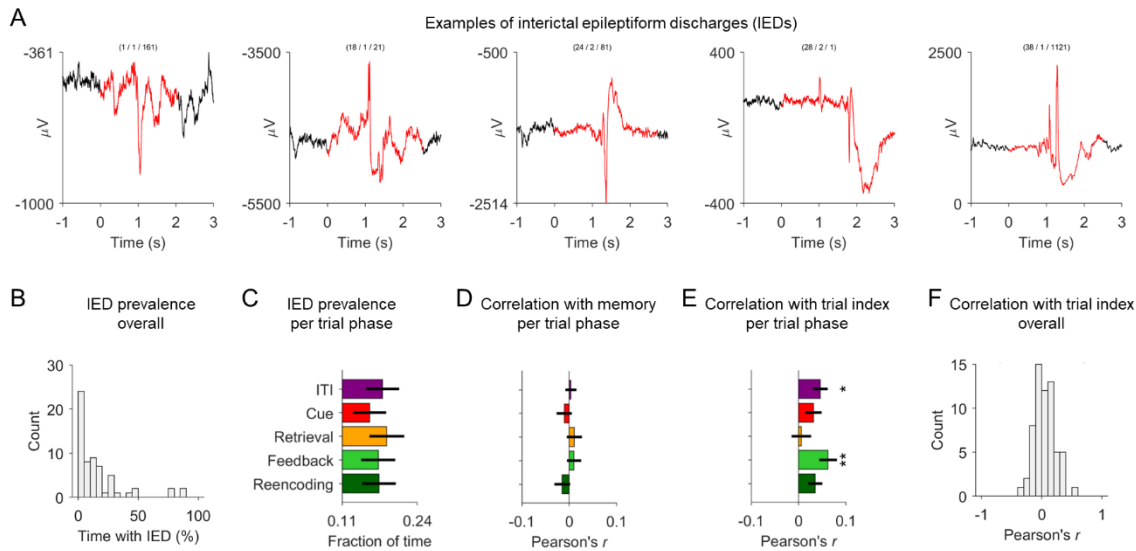 A
Examples of interictal epileptiform discharges (IEDs)
(1 / 1 / 161)
-361
µV
-1000
-1 0 1 2 3
Time (s)
(18 / 1 / 21)
-3500
µV
-5500
-1 0 1 2 3
Time (s)
(24 / 2 / 81)
-500
µV
-2514
-1 0 1 2 3
Time (s)
(28 / 2 / 1)
400
µV
-400
-1 0 1 2 3
Time (s)
(38 / 1 / 1121)
2500
µV
0
-1 0 1 2 3
Time (s)
B
IED prevalence
overall
30
20
10
0
Count
0 100
Time with IED (%)
C
IED prevalence
per trial phase
ITI
Cue
Retrieval
Feedback
Reencoding
0.11 0.24
Fraction of time
D
Correlation with memory
per trial phase
-0.1 0 0.1
Pearson's r
E
Correlation with trial index
per trial phase
*
**
-0.1 0 0.1
Pearson's r
F
Correlation with trial index
overall
15
10
5
0
Count
-1 0 1
Pearson's r